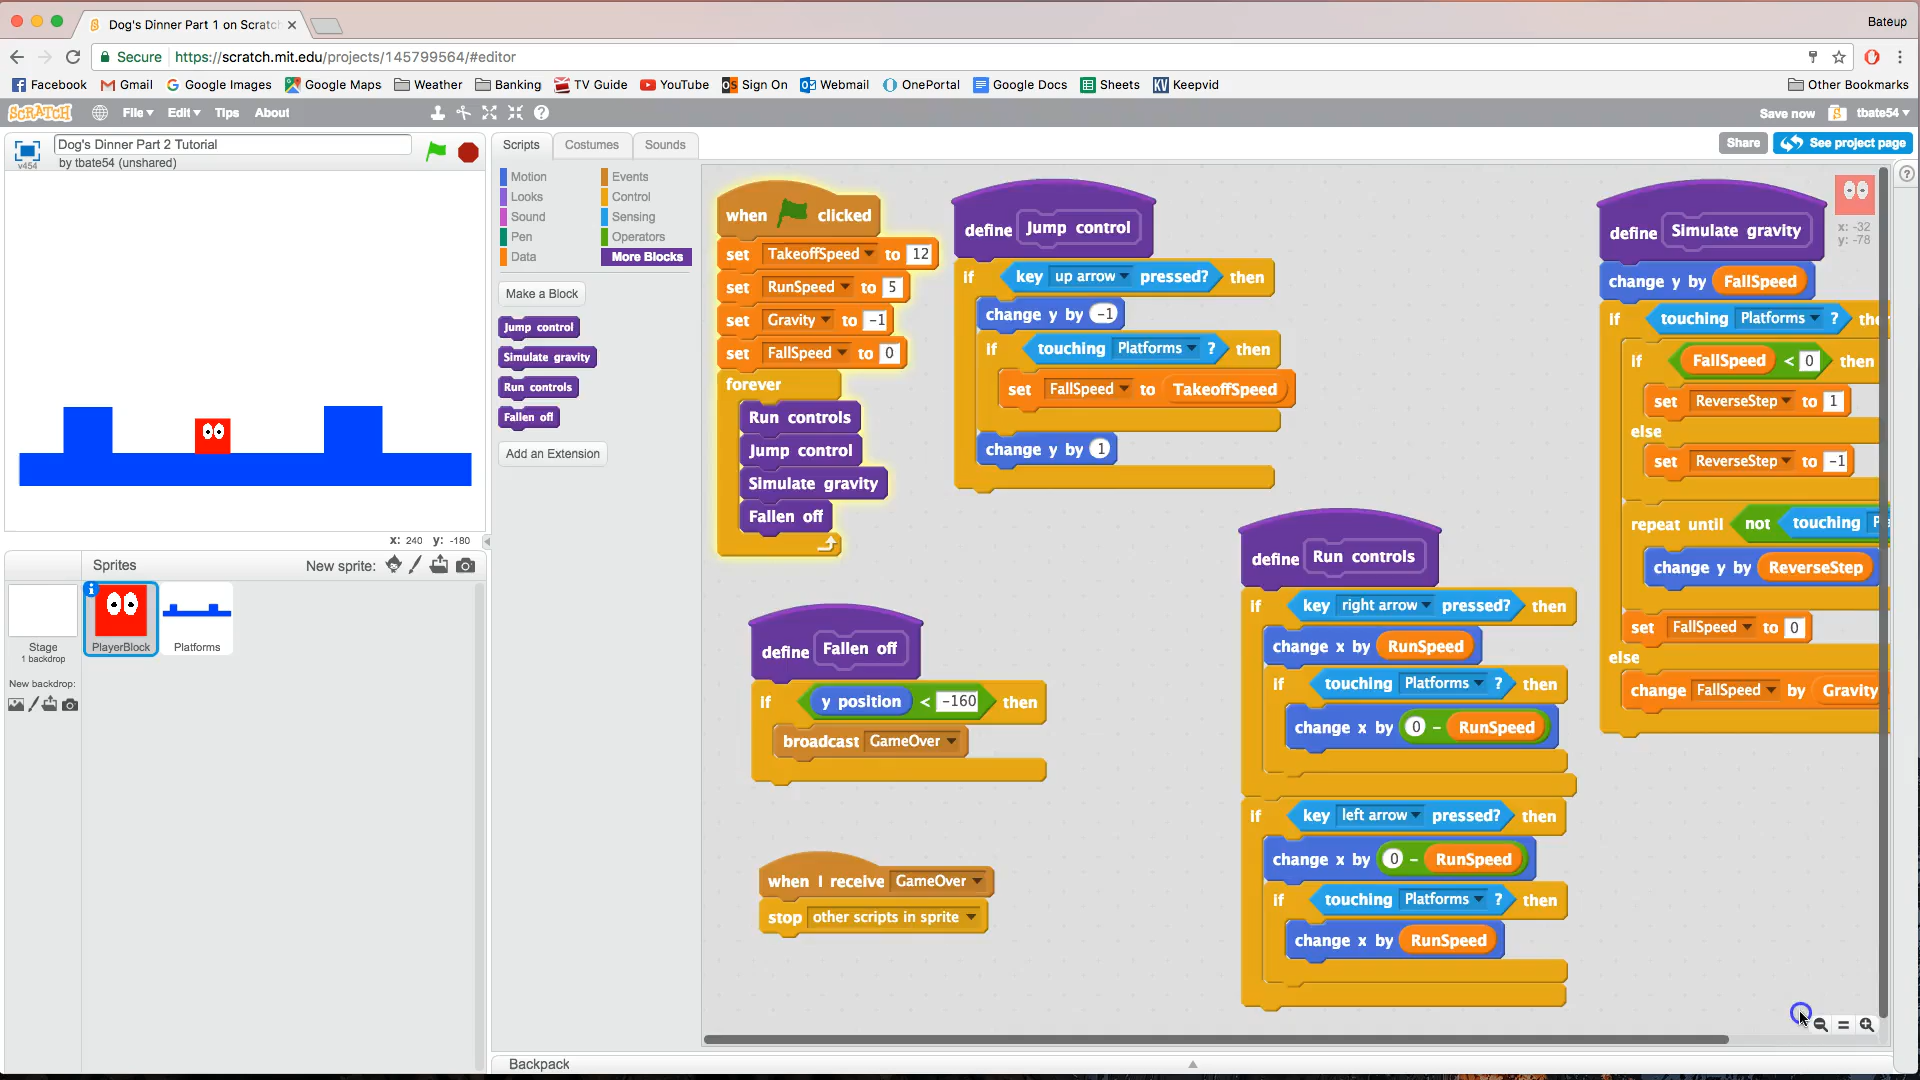 Dog's Dinner Part 1 on Scratc
Bateup
Secure https://scratch.mit.edu/projects/145799564/#editor
Facebook Gmail Google Images Google Maps Weather Banking TV Guide YouTube Sign On Webmail OnePortal Google Docs Sheets Keepvid Other Bookmarks
SCRATCH File Edit Tips About Save now tbate54
Dog's Dinner Part 2 Tutorial
by tbate54 (unshared)
v454
Scripts Costumes Sounds
Share See project page
Motion Events
Looks Control
Sound Sensing
Pen Operators
Data More Blocks
Make a Block
Jump control
Simulate gravity
Run controls
Fallen off
Add an Extension
when clicked
set TakeoffSpeed to 12
set RunSpeed to 5
set Gravity to -1
set FallSpeed to 0
forever
Run controls
Jump control
Simulate gravity
Fallen off
define Jump control
if key up arrow pressed? then
change y by -1
if touching Platforms ? then
set FallSpeed to TakeoffSpeed
change y by 1
define Simulate gravity
change y by FallSpeed
if touching Platforms ? the
if FallSpeed < 0 then
set ReverseStep to 1
else
set ReverseStep to -1
repeat until not touching P
change y by ReverseStep
set FallSpeed to 0
else
change FallSpeed by Gravity
x: -32
y: -78
define Run controls
if key right arrow pressed? then
change x by RunSpeed
if touching Platforms ? then
change x by 0 - RunSpeed
if key left arrow pressed? then
change x by 0 - RunSpeed
if touching Platforms ? then
change x by RunSpeed
define Fallen off
if y position < -160 then
broadcast GameOver
when I receive GameOver
stop other scripts in sprite
x: 240 y: -180
Sprites New sprite:
Stage
1 backdrop
New backdrop:
PlayerBlock
Platforms
Backpack